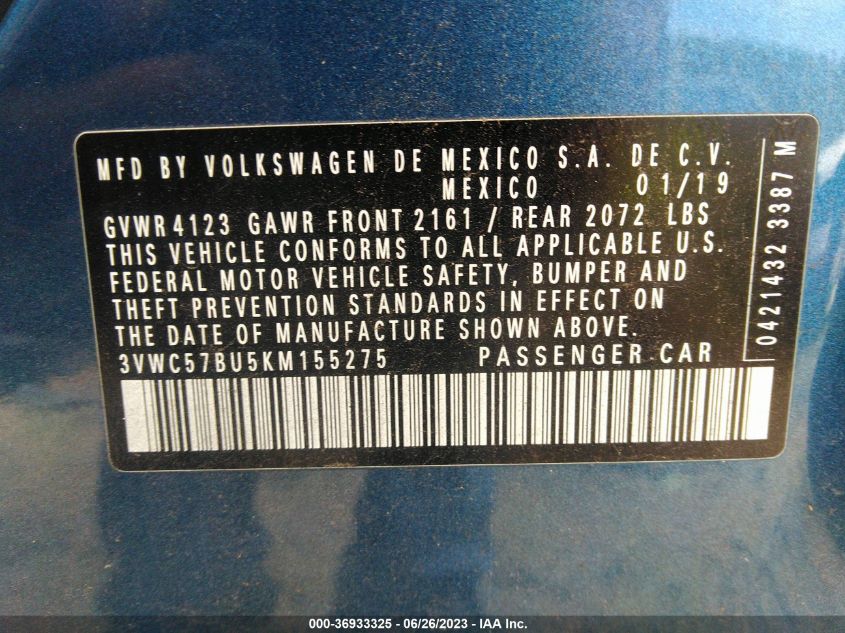 MFD BY VOLKSWAGEN DE MEXICO S.A. DE C.V.
MEXICO 01/19
GVWR 4123 GAWR FRONT 2161 / REAR 2072 LBS
THIS VEHICLE CONFORMS TO ALL APPLICABLE U.S.
FEDERAL MOTOR VEHICLE SAFETY, BUMPER AND
THEFT PREVENTION STANDARDS IN EFFECT ON
THE DATE OF MANUFACTURE SHOWN ABOVE.
3VWC57BU5KM155275 PASSENGER CAR
0421432 3387 M
000-36933325 - 06/26/2023 - IAAI.com